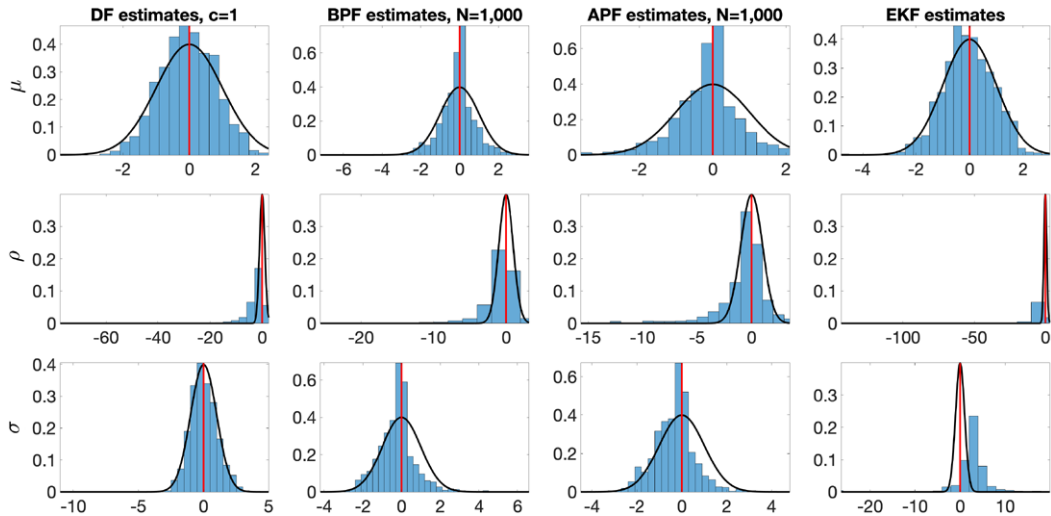 DF estimates, c=1 BPF estimates, N=1,000 APF estimates, N=1,000 EKF estimates
μ 0.4 0.3 0.2 0.1 0 -2 0 2
0.6 0.4 0.2 0 -6 -4 -2 0 2
0.6 0.4 0.2 0 -4 -2 0 2
0.4 0.3 0.2 0.1 0 -4 -2 0 2
ρ 0.3 0.2 0.1 0 -60 -40 -20 0
0.3 0.2 0.1 0 -20 -10 0
0.3 0.2 0.1 0 -15 -10 -5 0
0.3 0.2 0.1 0 -100 -50 0
σ 0.4 0.3 0.2 0.1 0 -10 -5 0 5
0.6 0.4 0.2 0 -4 -2 0 2 4 6
0.6 0.4 0.2 0 -4 -2 0 2 4
0.3 0.2 0.1 0 -20 -10 0 10